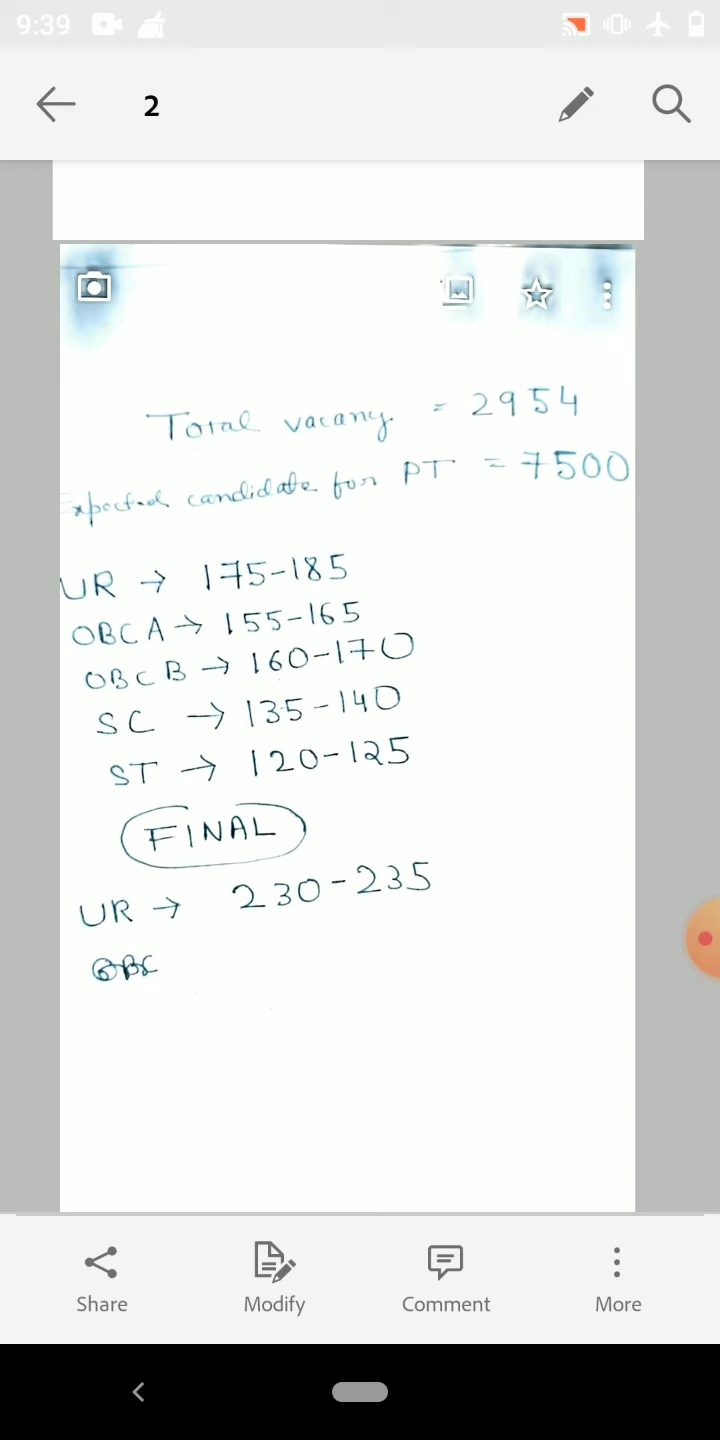 9:39
2
Total vacany. = 2954
Expected candidate for PT = 7500
UR → 175-185
OBC A → 155-165
OBC B → 160-170
SC → 135-140
ST → 120-125
FINAL
UR → 230-235
OBC
Share Modify Comment More